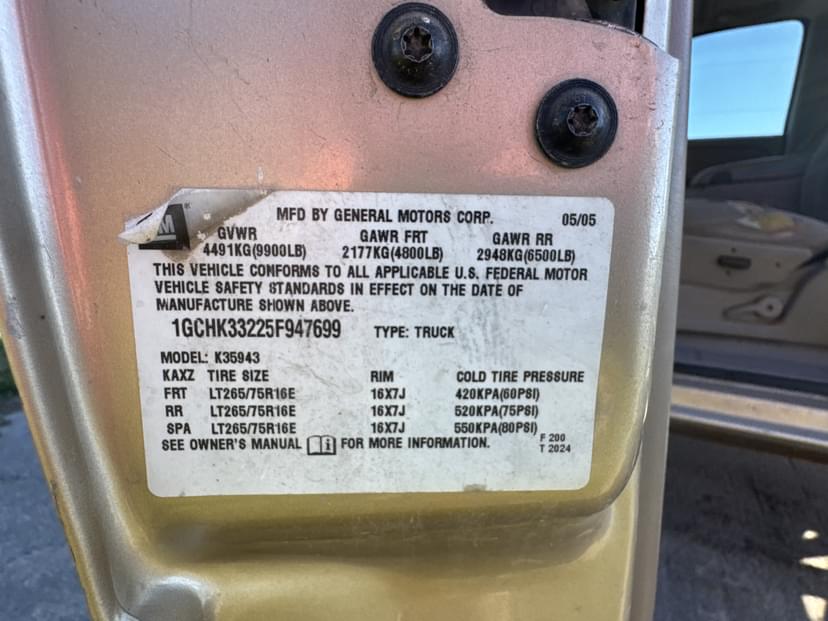 MFD BY GENERAL MOTORS CORP. 05/05
GVWR GAWR FRT GAWR RR
4491KG(9900LB) 2177KG(4800LB) 2948KG(6500LB)
THIS VEHICLE CONFORMS TO ALL APPLICABLE U.S. FEDERAL MOTOR
VEHICLE SAFETY STANDARDS IN EFFECT ON THE DATE OF
MANUFACTURE SHOWN ABOVE.
1GCHK33225F947699 TYPE: TRUCK
MODEL: K35943
KAXZ TIRE SIZE RIM COLD TIRE PRESSURE
FRT LT265/75R16E 16X7J 420KPA(60PSI)
RR LT265/75R16E 16X7J 520KPA(75PSI)
SPA LT265/75R16E 16X7J 550KPA(80PSI)
SEE OWNER'S MANUAL FOR MORE INFORMATION.
F 200
T 2024